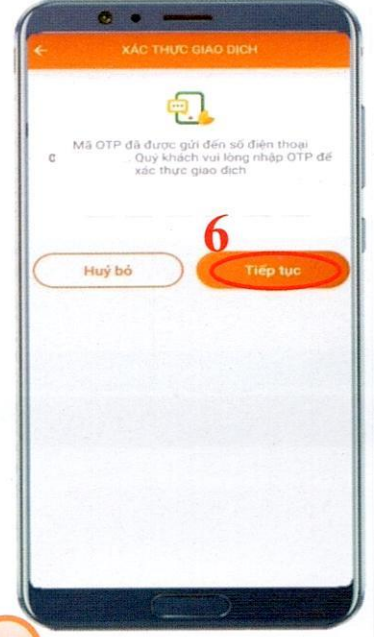 XÁC THỰC GIAO DỊCH
Mã OTP đã được gửi đến số điện thoại
0 . Quý khách vui lòng nhập OTP để
xác thực giao dịch
6
Huỷ bỏ
Tiếp tục